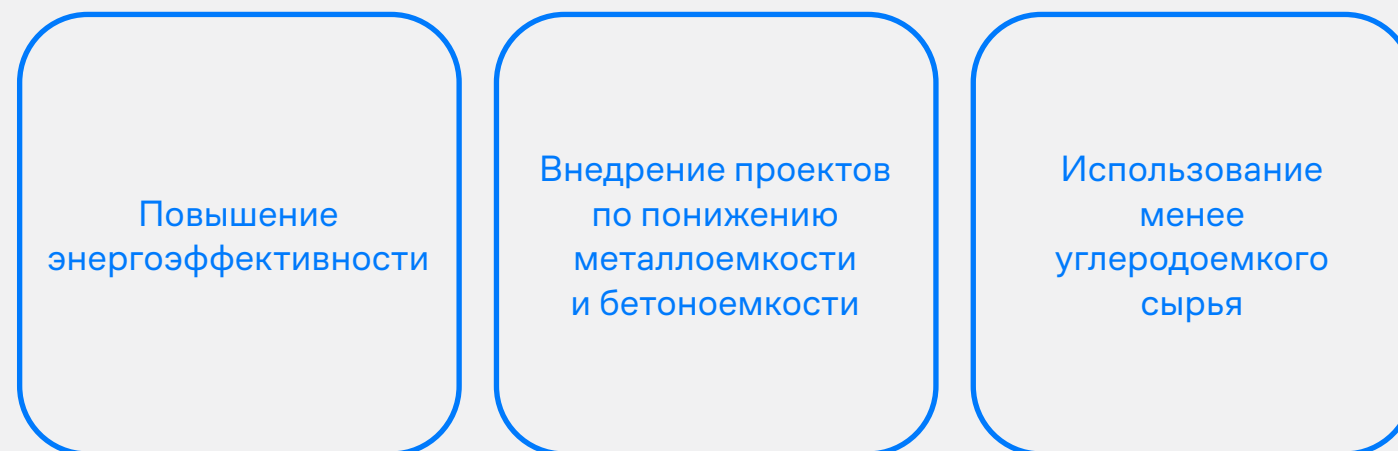 Повышение
энергоэффективности
Внедрение проектов
по понижению
металлоемкости
и бетоноемкости
Использование
менее
углеродоемкого
сырья